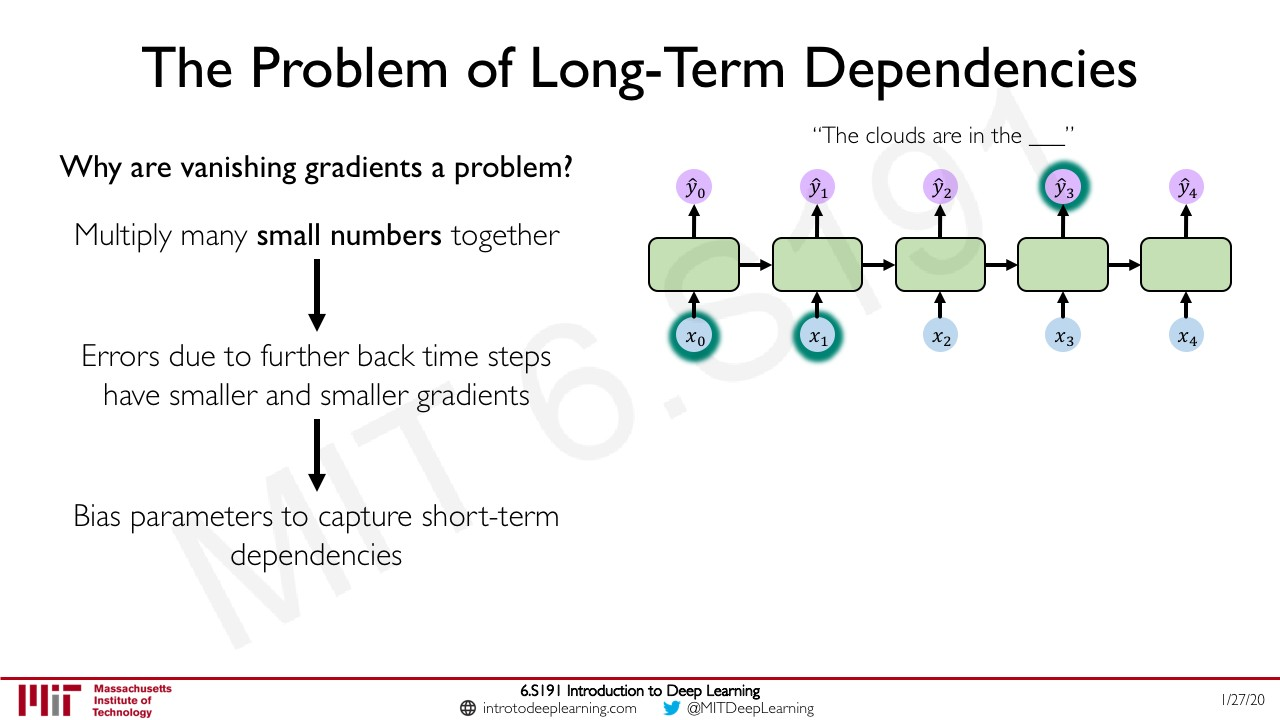 The Problem of Long-Term Dependencies
Why are vanishing gradients a problem?
Multiply many small numbers together
Errors due to further back time steps
have smaller and smaller gradients
Bias parameters to capture short-term
dependencies
“The clouds are in the ___”
ŷ₀ ŷ₁ ŷ₂ ŷ₃ ŷ₄
x₀ x₁ x₂ x₃ x₄
MIT 6.S191
Massachusetts
Institute of
Technology
6.S191 Introduction to Deep Learning
introtodeeplearning.com @MITDeepLearning
1/27/20